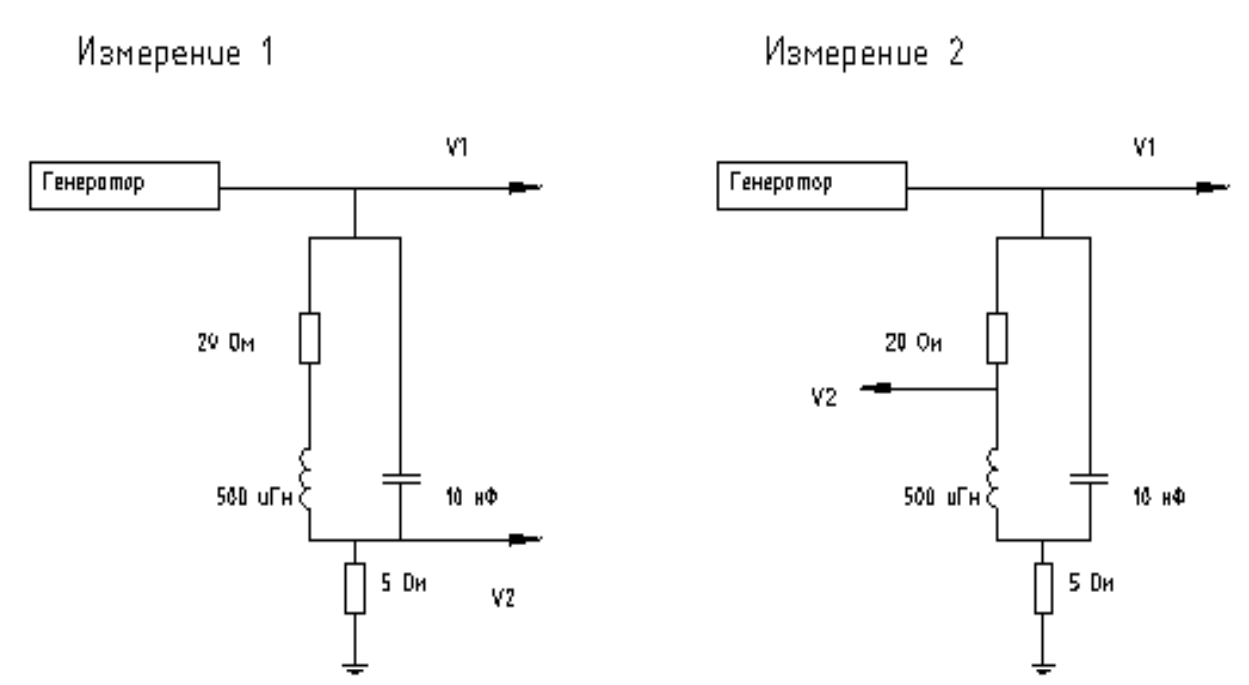 Измерение 1
V1
Генератор
20 Ом
500 uГн
10 нФ
5 Ом
V2
Измерение 2
V1
Генератор
20 Ом
V2
500 uГн
10 нФ
5 Ом